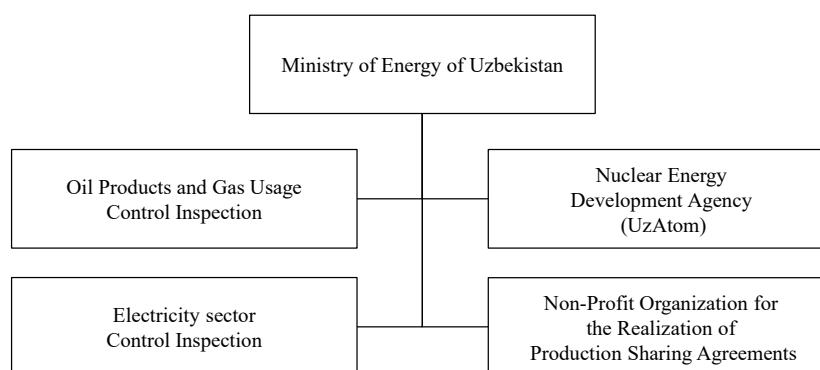 Ministry of Energy of Uzbekistan
Oil Products and Gas Usage
Control Inspection
Nuclear Energy
Development Agency
(UzAtom)
Electricity sector
Control Inspection
Non-Profit Organization for
the Realization of
Production Sharing Agreements